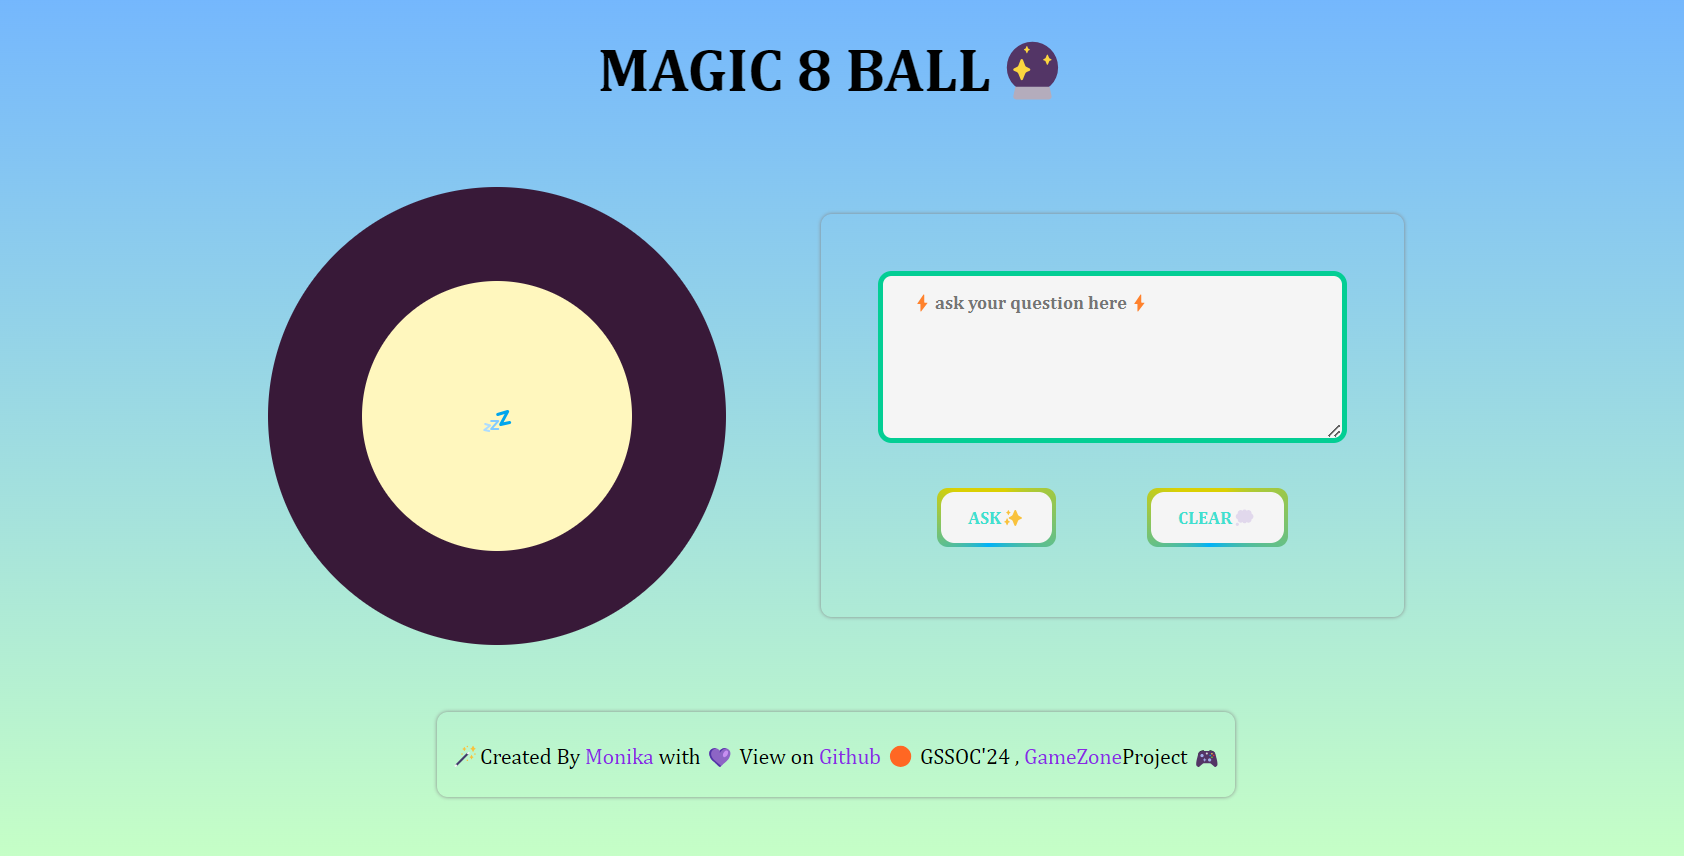 MAGIC 8 BALL 🔮
💤
⚡ ask your question here ⚡
ASK✨
CLEAR💭
🪄Created By Monika with 💜 View on Github 🟠 GSSOC'24 , GameZoneProject 🎮